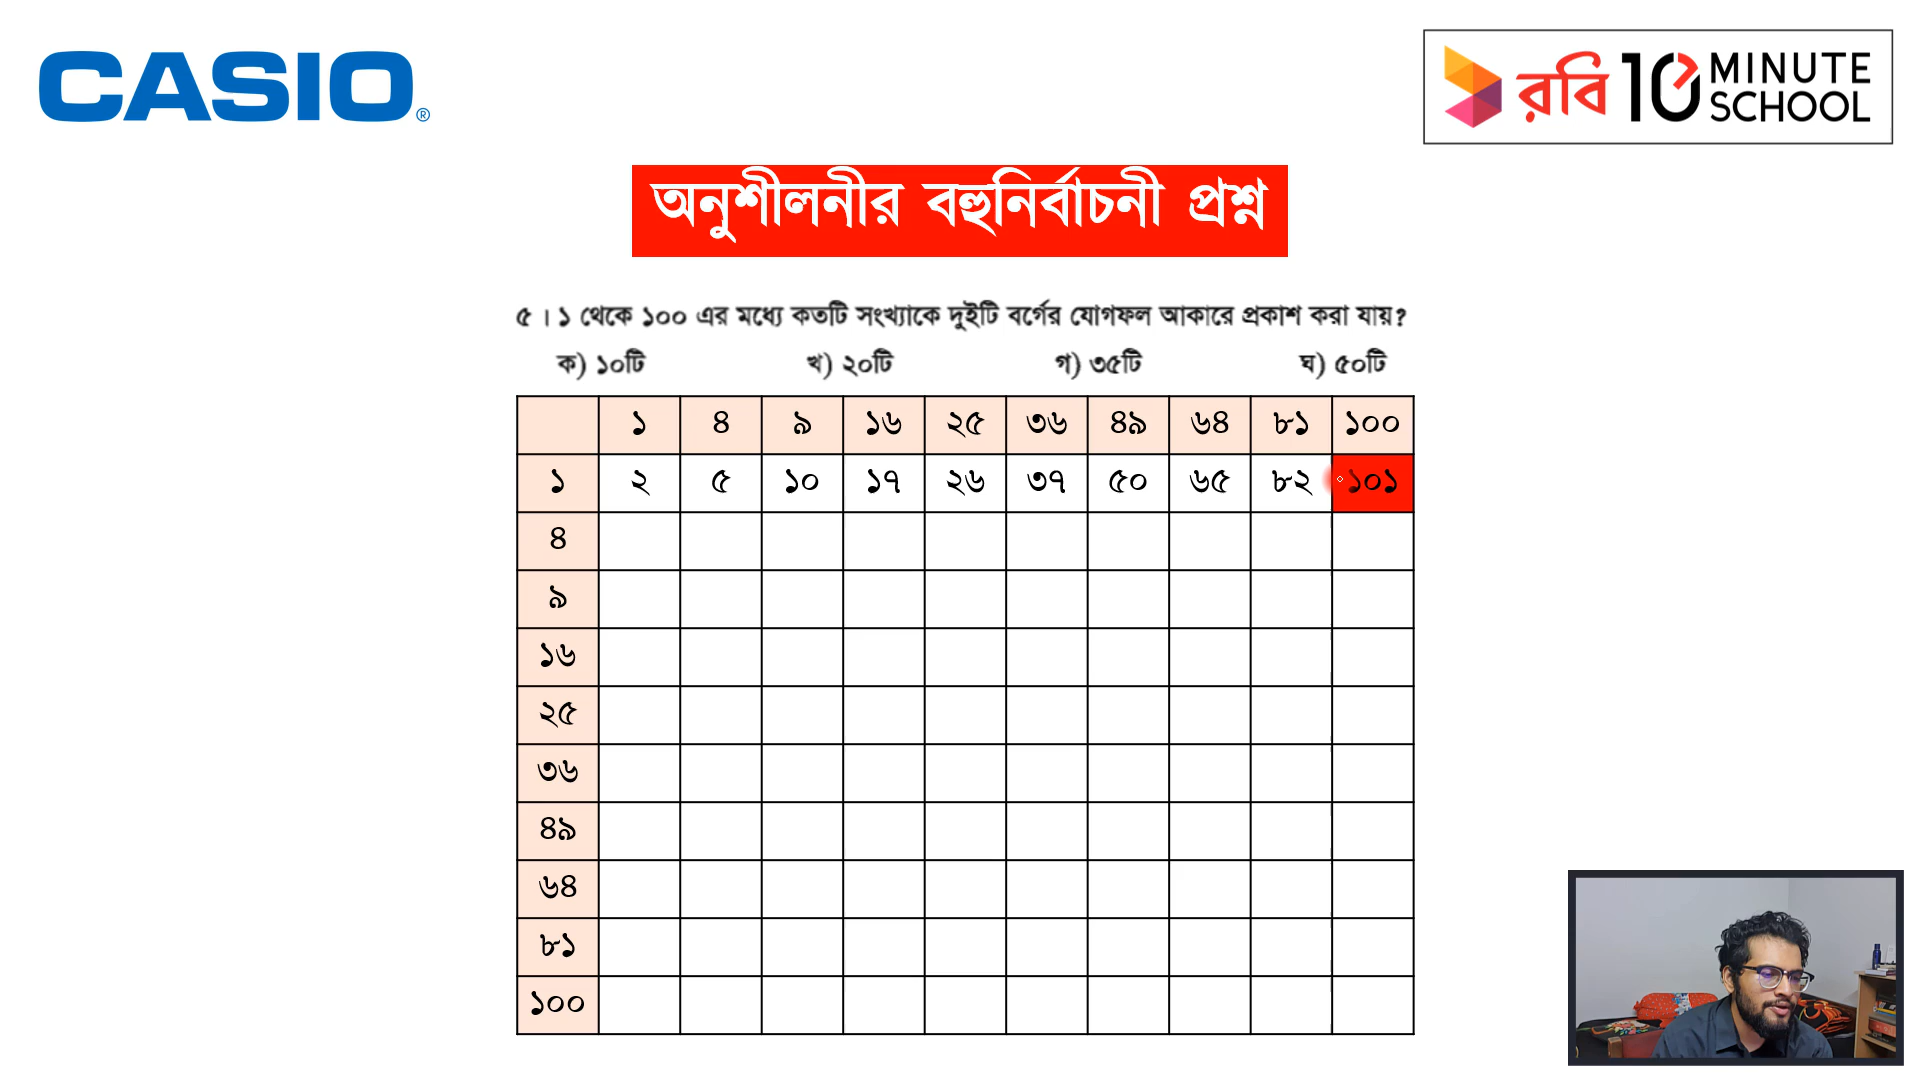 CASIO®
রবি 10 MINUTE SCHOOL
অনুশীলনীর বহুনির্বাচনী প্রশ্ন
৫। ১ থেকে ১০০ এর মধ্যে কতটি সংখ্যাকে দুইটি বর্গের যোগফল আকারে প্রকাশ করা যায়?
ক) ১০টি খ) ২০টি গ) ৩৫টি ঘ) ৫০টি
১ ৪ ৯ ১৬ ২৫ ৩৬ ৪৯ ৬৪ ৮১ ১০০
১ ২ ৫ ১০ ১৭ ২৬ ৩৭ ৫০ ৬৫ ৮২ ১০১
৪
৯
১৬
২৫
৩৬
৪৯
৬৪
৮১
১০০